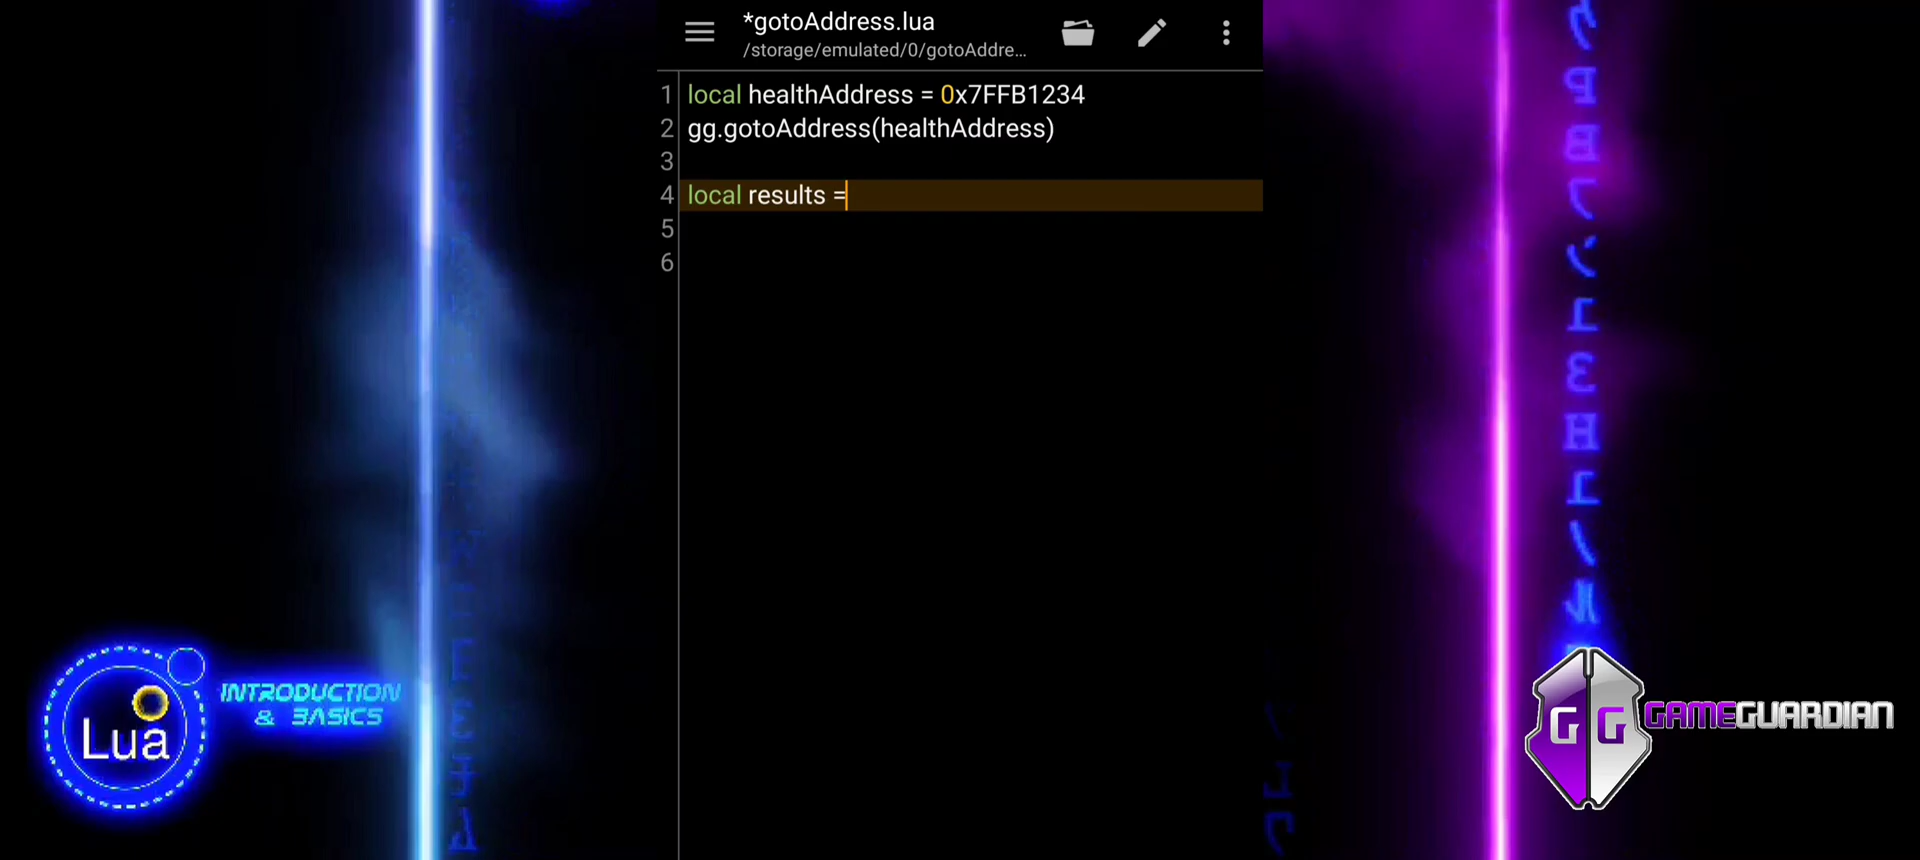 *gotoAddress.lua
/storage/emulated/0/gotoAddre...
1 local healthAddress = 0x7FFB1234
2 gg.gotoAddress(healthAddress)
3
4 local results =
5
6
Lua
INTRODUCTION
& BASICS
GG
GAMEGUARDIAN